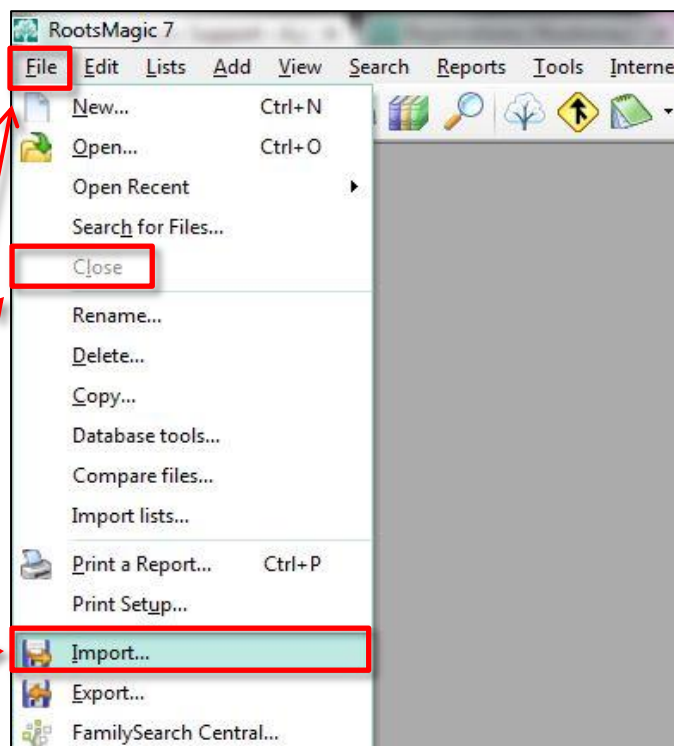 RootsMagic 7
File Edit Lists Add View Search Reports Tools Interne
New... Ctrl+N
Open... Ctrl+O
Open Recent
Search for Files...
Close
Rename...
Delete...
Copy...
Database tools...
Compare files...
Import lists...
Print a Report... Ctrl+P
Print Setup...
Import...
Export...
FamilySearch Central...